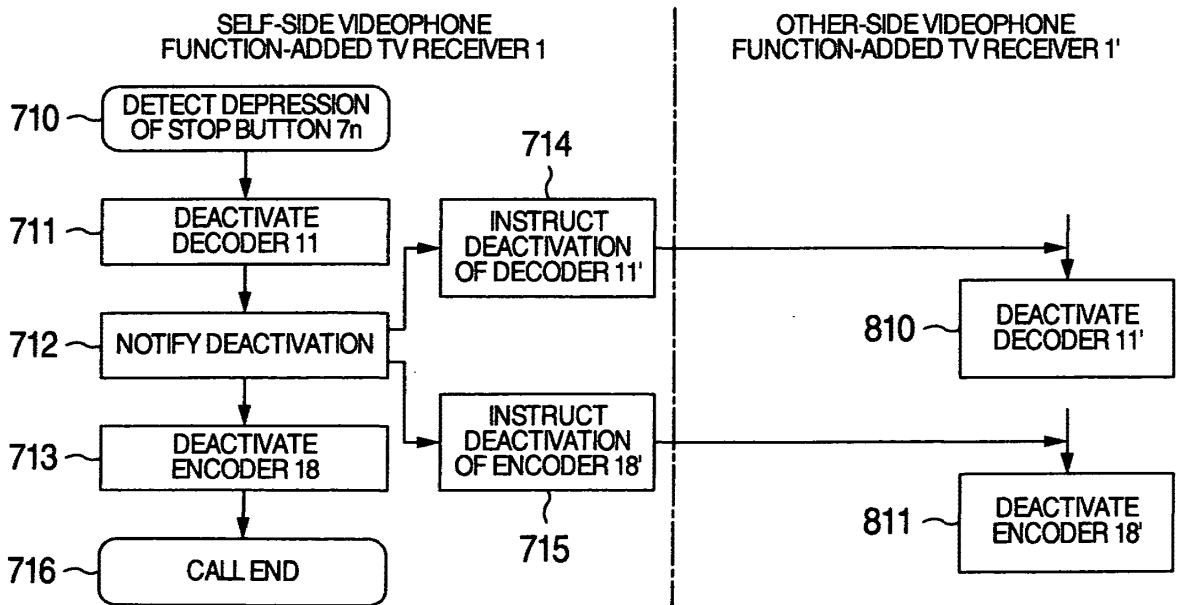 SELF-SIDE VIDEOPHONE
FUNCTION-ADDED TV RECEIVER 1
OTHER-SIDE VIDEOPHONE
FUNCTION-ADDED TV RECEIVER 1'
710
DETECT DEPRESSION
OF STOP BUTTON 7n
711
DEACTIVATE
DECODER 11
714
INSTRUCT
DEACTIVATION
OF DECODER 11'
712
NOTIFY DEACTIVATION
810
DEACTIVATE
DECODER 11'
713
DEACTIVATE
ENCODER 18
INSTRUCT
DEACTIVATION
OF ENCODER 18'
715
811
DEACTIVATE
ENCODER 18'
716
CALL END